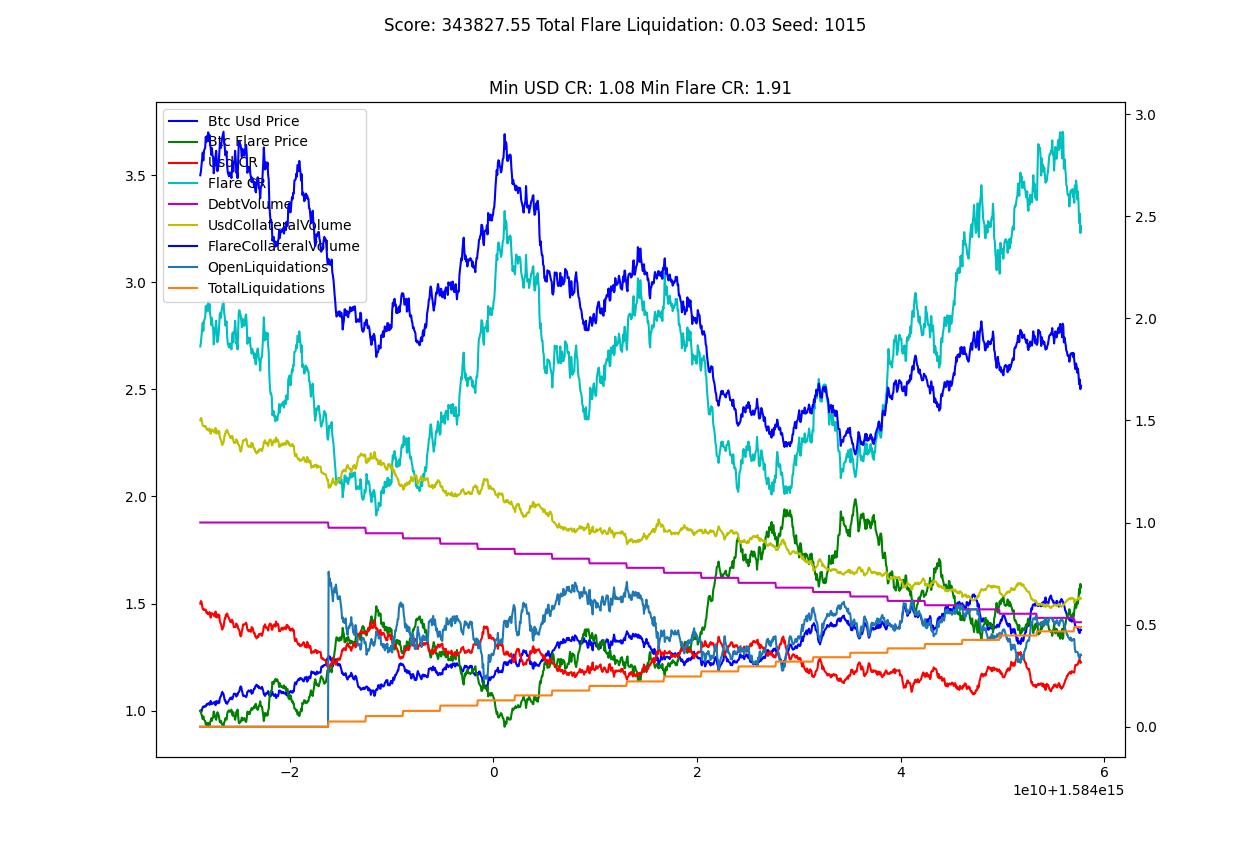 Score: 343827.55 Total Flare Liquidation: 0.03 Seed: 1015
Min USD CR: 1.08 Min Flare CR: 1.91
Btc Usd Price
Btc Flare Price
Usd CR
Flare CR
DebtVolume
UsdCollateralVolume
FlareCollateralVolume
OpenLiquidations
TotalLiquidations
3.5
3.0
2.5
2.0
1.5
1.0
3.0
2.5
2.0
1.5
1.0
0.5
0.0
−2 0 2 4 6
1e10+1.584e15